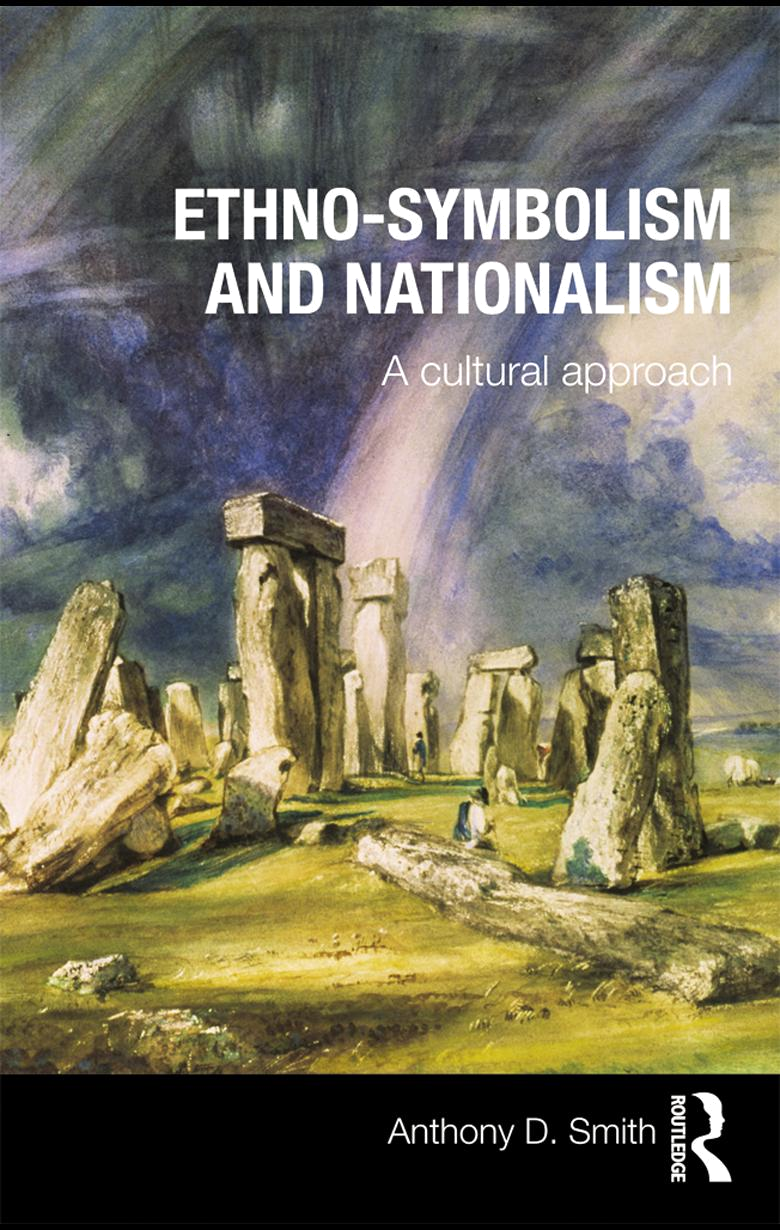 ETHNO-SYMBOLISM
AND NATIONALISM
A cultural approach
Anthony D. Smith
ROUTLEDGE